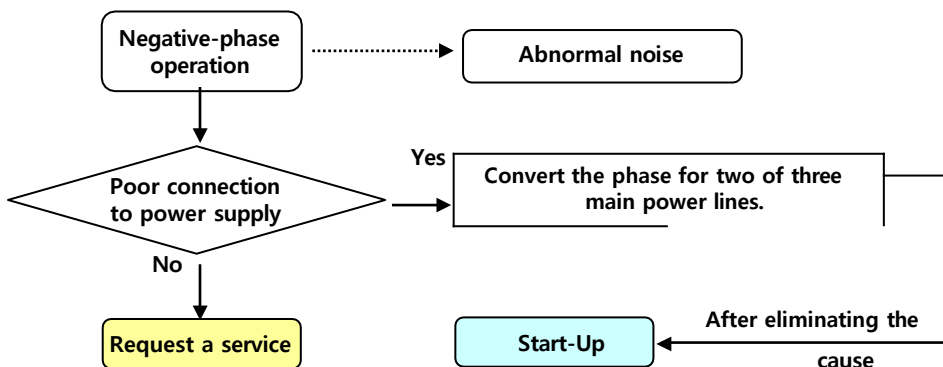 Negative-phase
operation
Abnormal noise
Poor connection
to power supply
Yes
Convert the phase for two of three
main power lines.
No
Request a service
Start-Up
After eliminating the
cause